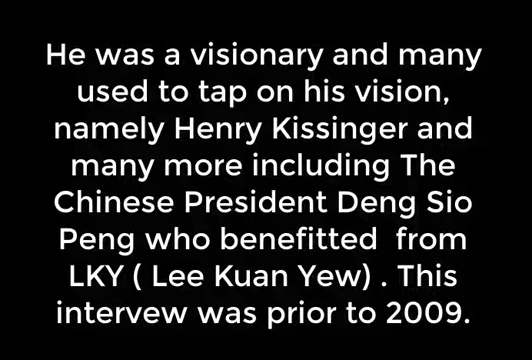 He was a visionary and many
used to tap on his vision,
namely Henry Kissinger and
many more including The
Chinese President Deng Sio
Peng who benefitted from
LKY ( Lee Kuan Yew) . This
intervew was prior to 2009.